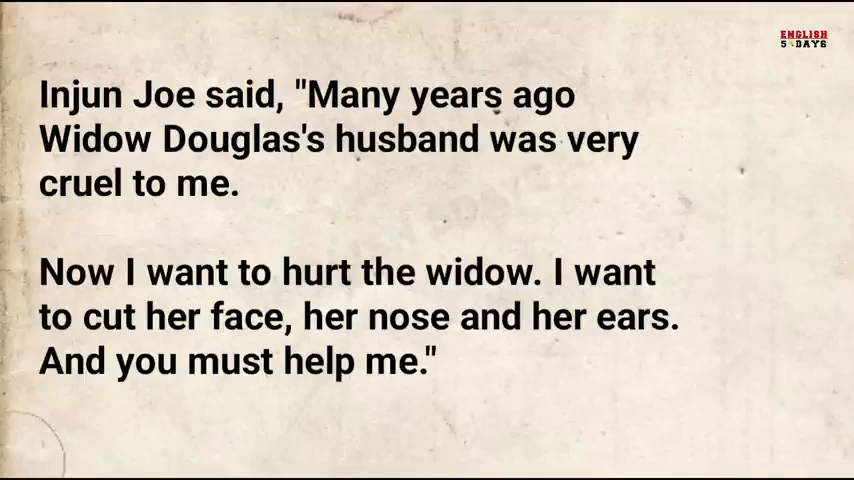 ENGLISH
5 DAYS
Injun Joe said, "Many years ago
Widow Douglas's husband was very
cruel to me.
Now I want to hurt the widow. I want
to cut her face, her nose and her ears.
And you must help me."